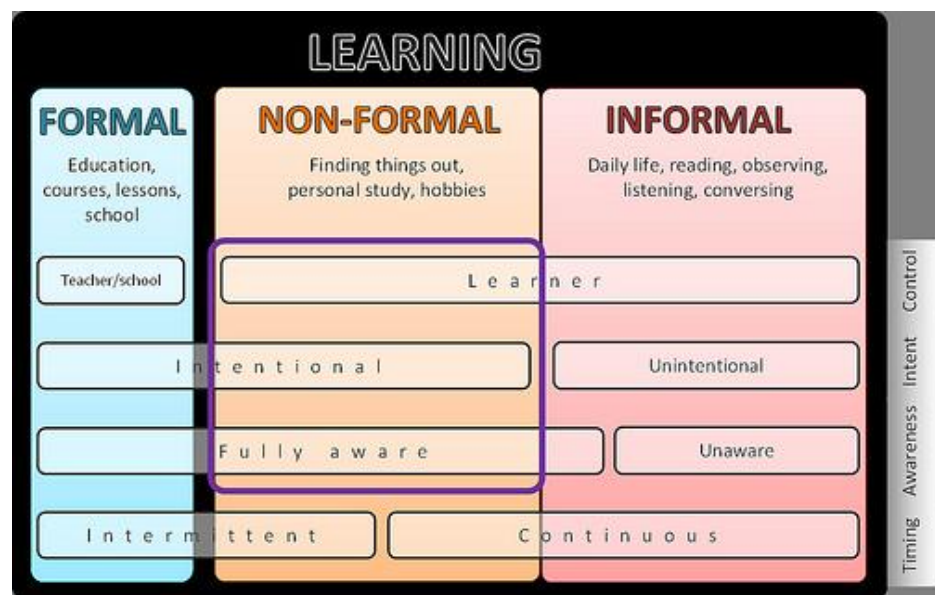 LEARNING
FORMAL
Education,
courses, lessons,
school
NON-FORMAL
Finding things out,
personal study, hobbies
INFORMAL
Daily life, reading, observing,
listening, conversing
Teacher/school
Learner
Control
Intentional
Unintentional
Intent
Fully aware
Unaware
Awareness
Intermittent
Continuous
Timing